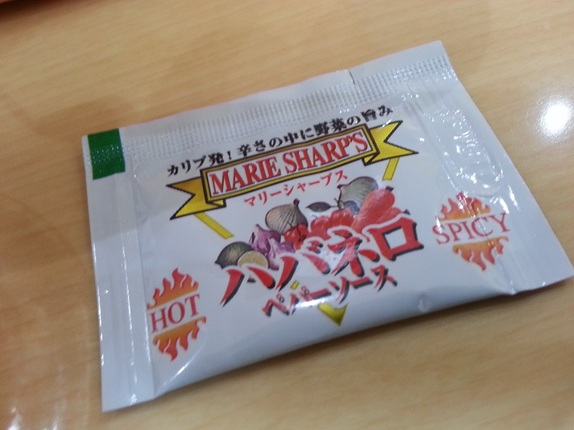 カリブ発!辛さの中に野菜の旨み
MARIE SHARP'S
マリーシャープス
ハバネロ
ペパーソース
HOT
SPICY